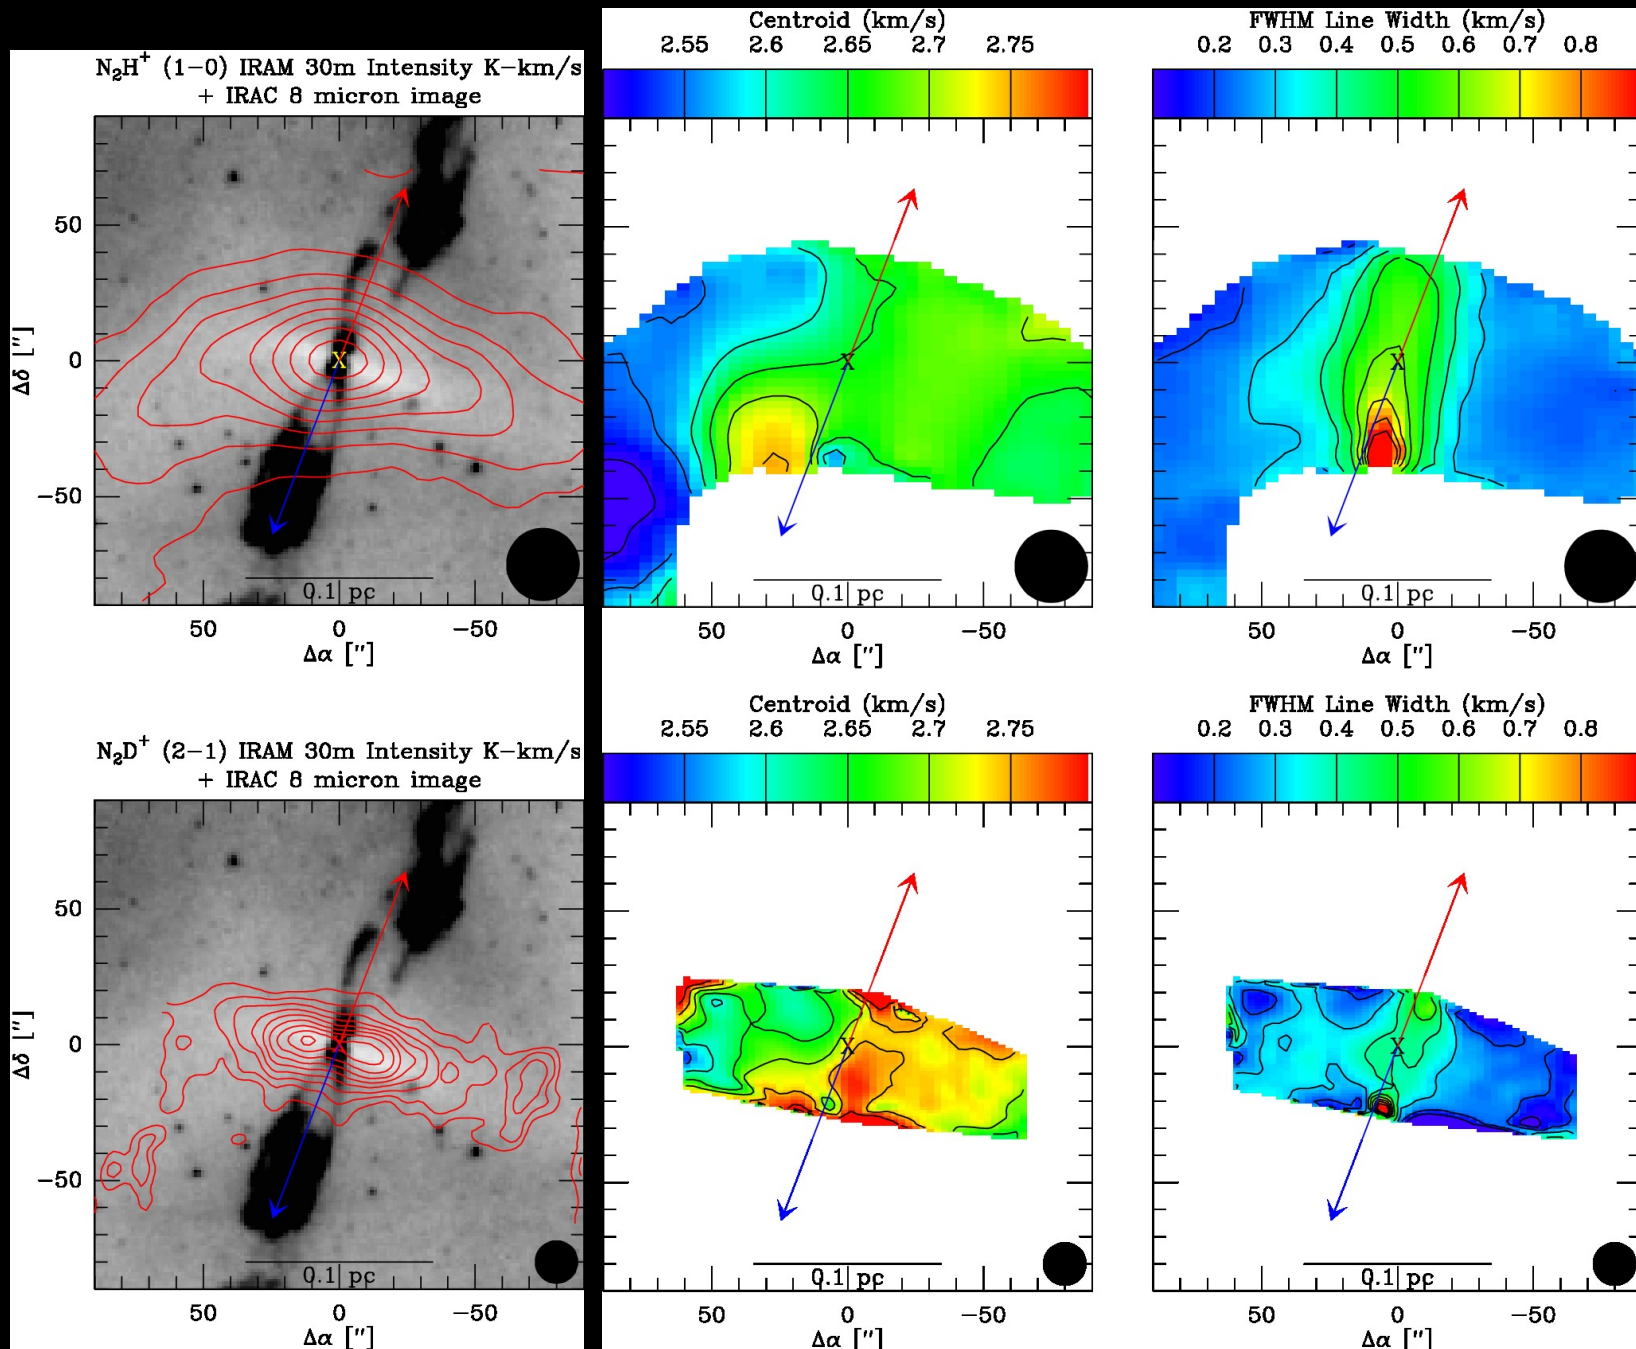 N₂H⁺ (1−0) IRAM 30m Intensity K−km/s
+ IRAC 8 micron image
50
0
−50
Δδ ["]
X
0.1 pc
50 0 −50
Δα ["]
Centroid (km/s)
2.55 2.6 2.65 2.7 2.75
X
0.1 pc
50 0 −50
Δα ["]
FWHM Line Width (km/s)
0.2 0.3 0.4 0.5 0.6 0.7 0.8
X
0.1 pc
50 0 −50
Δα ["]
N₂D⁺ (2−1) IRAM 30m Intensity K−km/s
+ IRAC 8 micron image
50
0
−50
Δδ ["]
X
0.1 pc
50 0 −50
Δα ["]
Centroid (km/s)
2.55 2.6 2.65 2.7 2.75
X
0.1 pc
50 0 −50
Δα ["]
FWHM Line Width (km/s)
0.2 0.3 0.4 0.5 0.6 0.7 0.8
X
0.1 pc
50 0 −50
Δα ["]